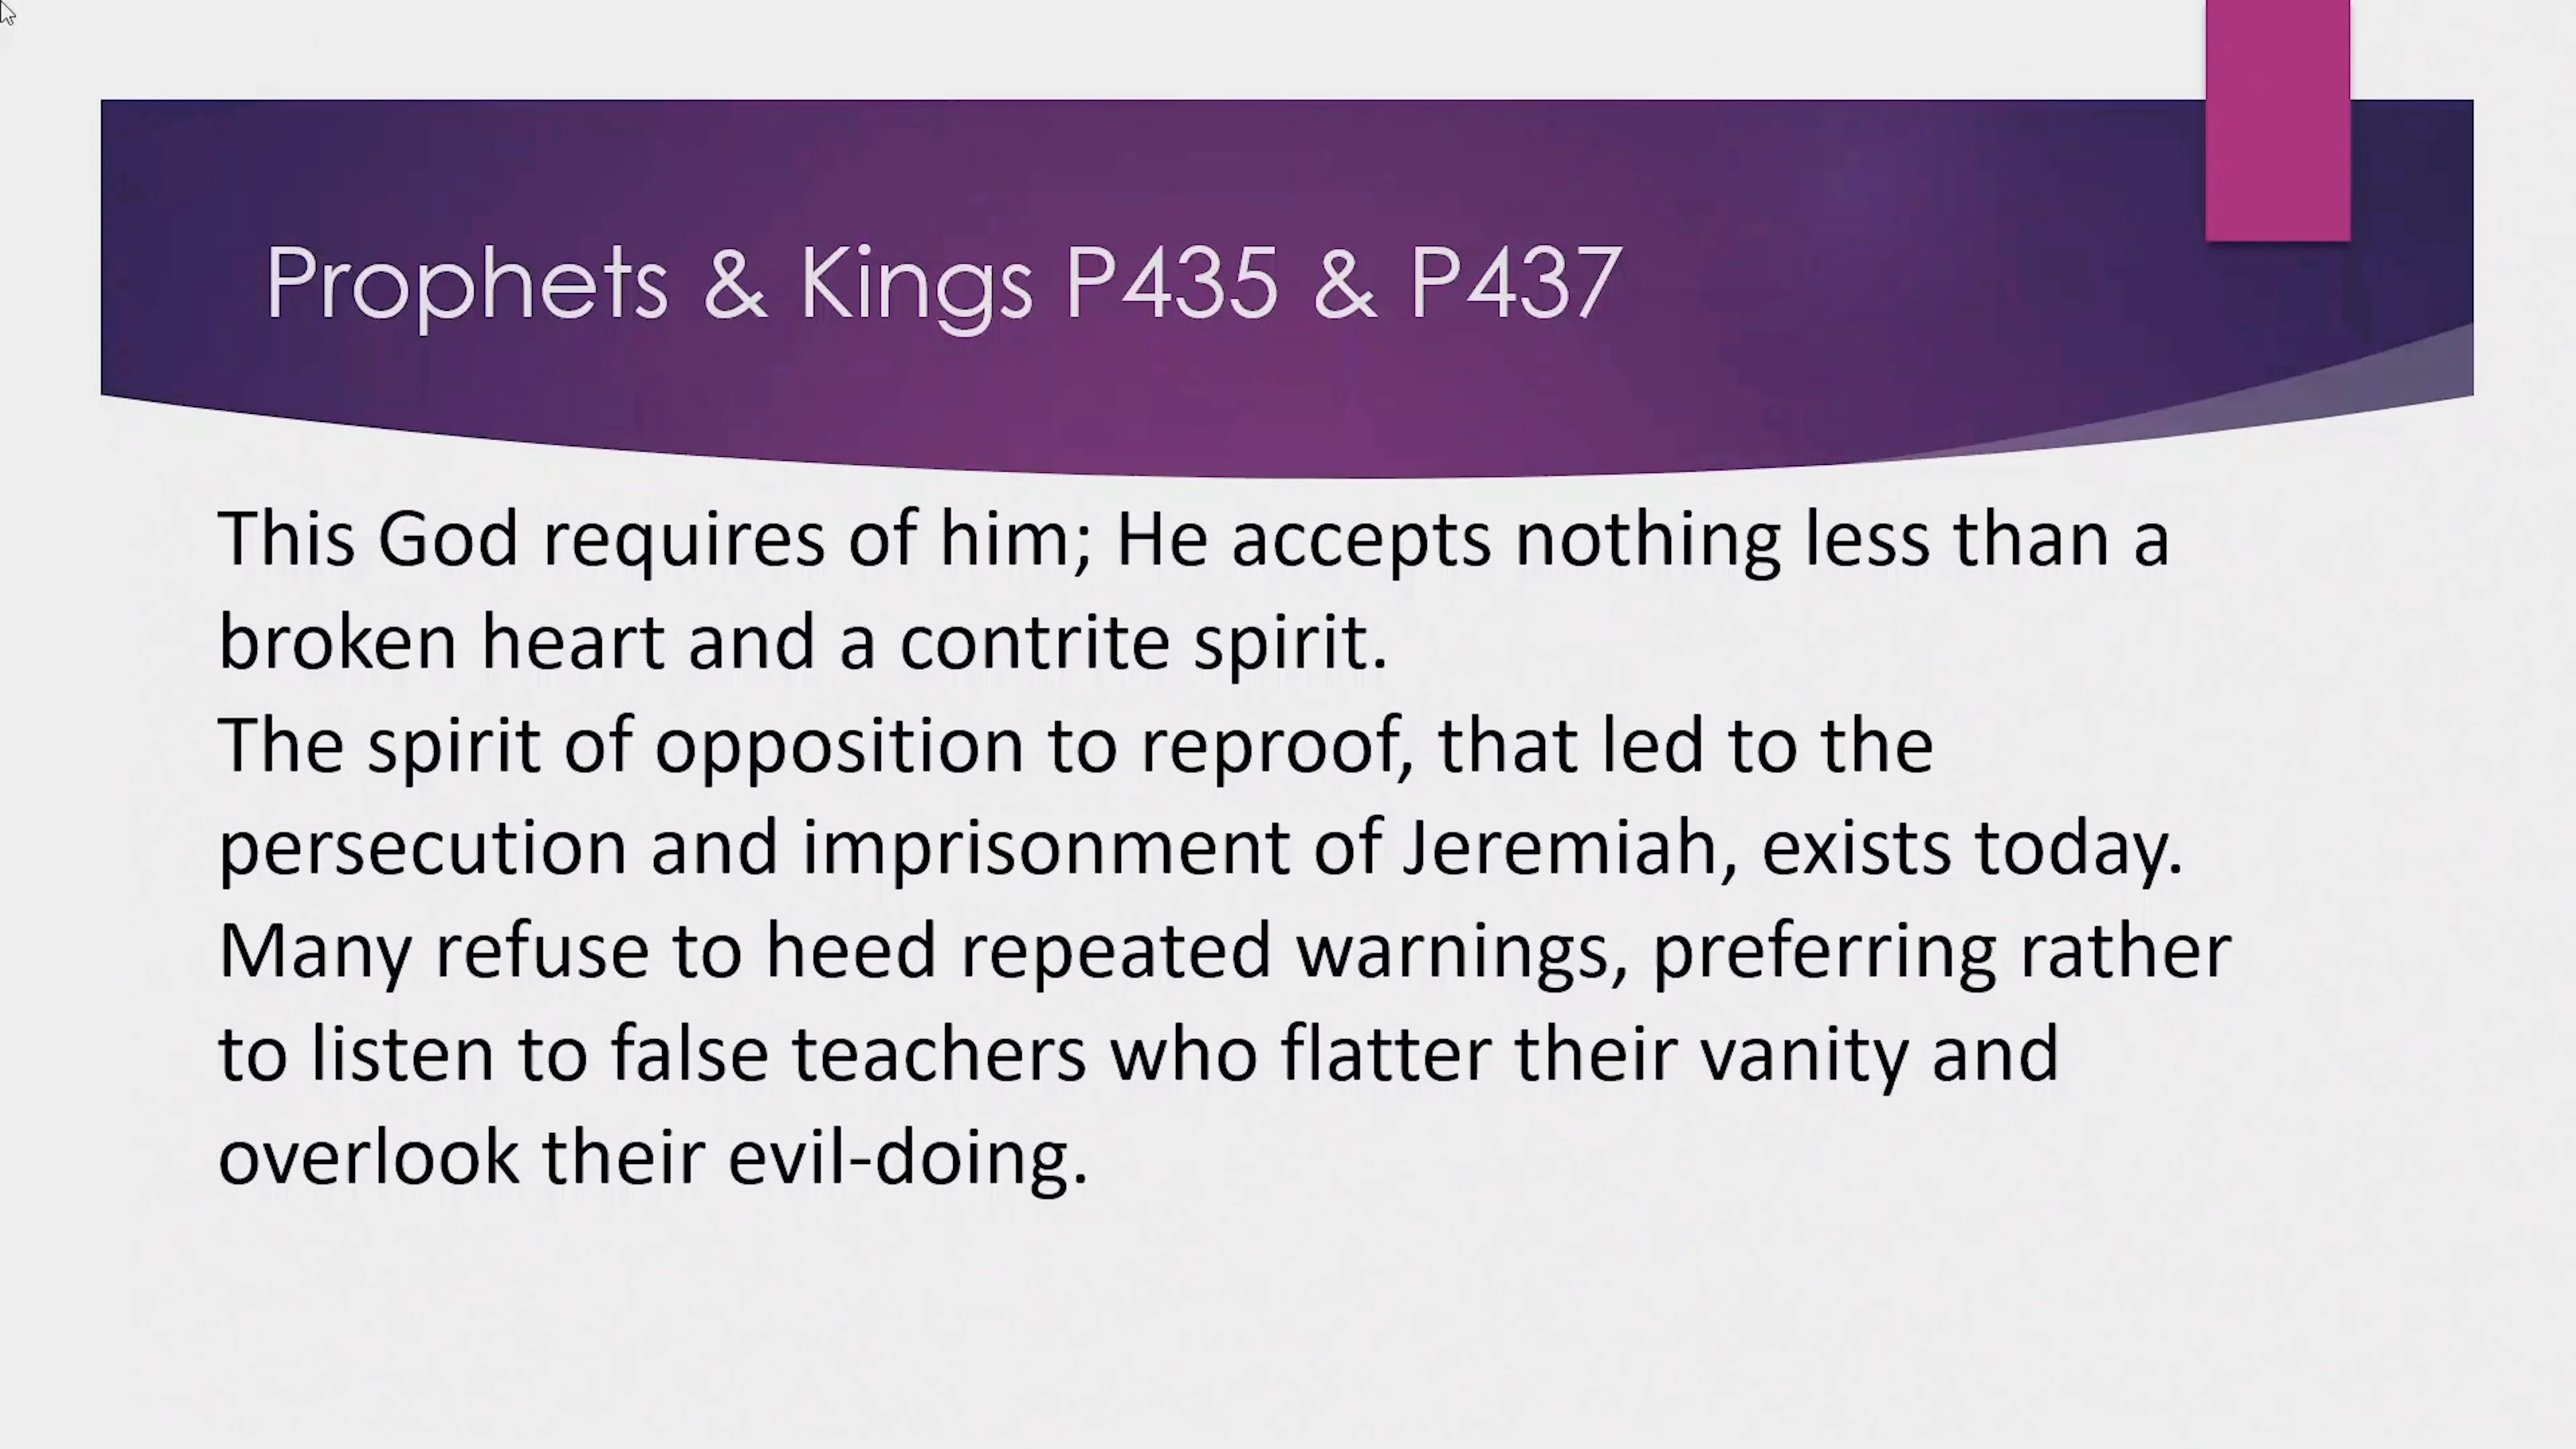 Prophets & Kings P435 & P437
This God requires of him; He accepts nothing less than a
broken heart and a contrite spirit.
The spirit of opposition to reproof, that led to the
persecution and imprisonment of Jeremiah, exists today.
Many refuse to heed repeated warnings, preferring rather
to listen to false teachers who flatter their vanity and
overlook their evil-doing.